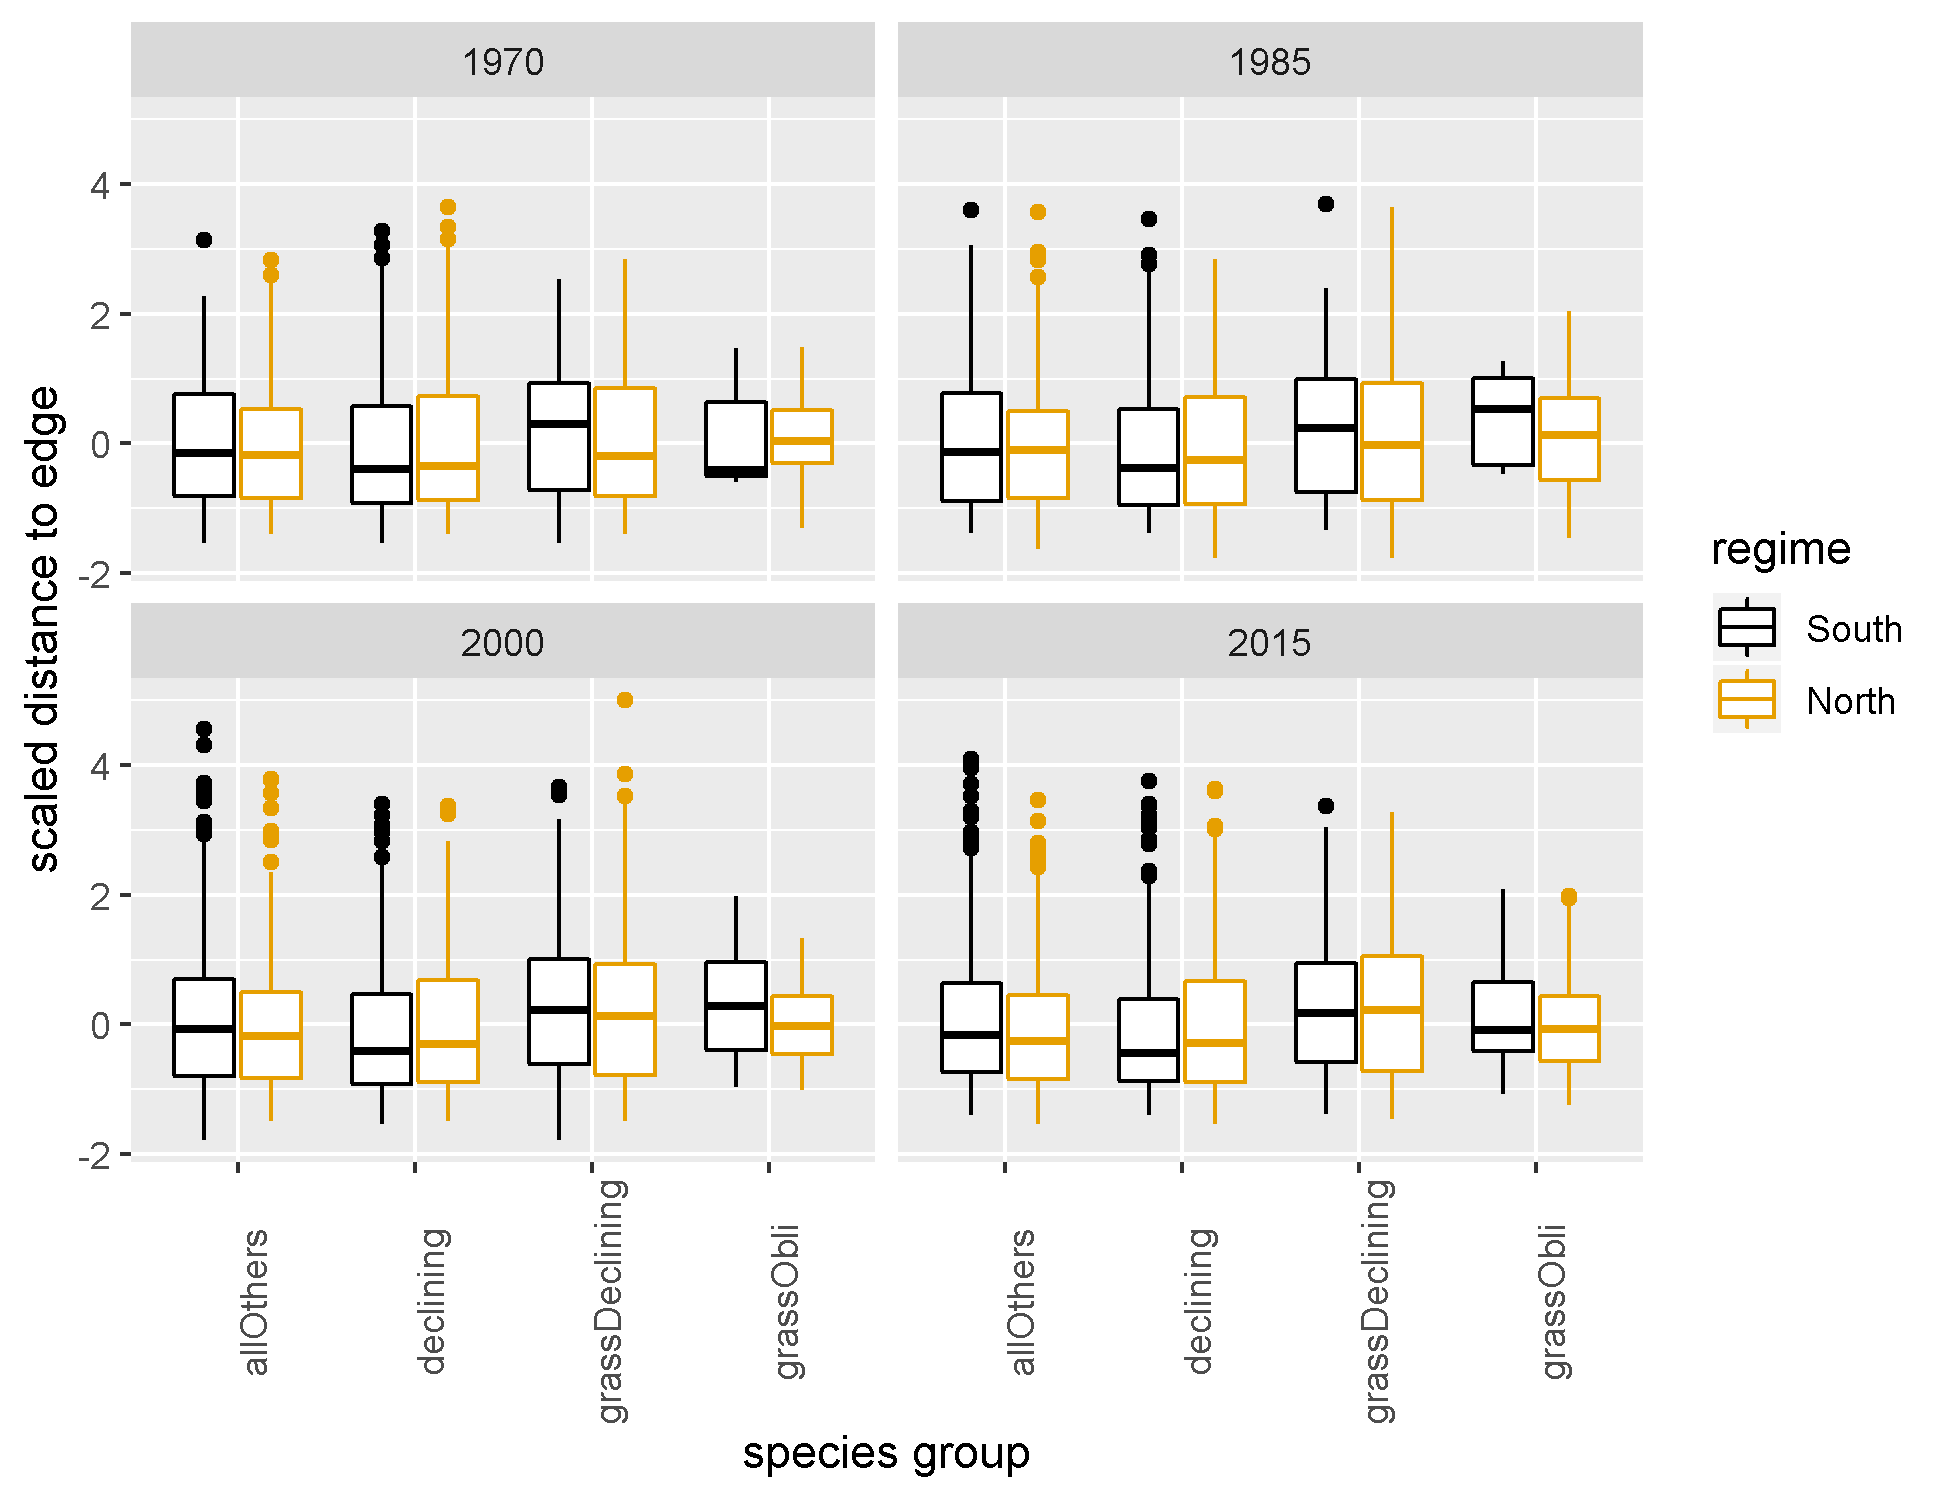 1970
1985
4
2
0
-2
2000
2015
4
2
0
-2
allOthers
declining
grassDeclining
grassObli
allOthers
declining
grassDeclining
grassObli
species group
scaled distance to edge
regime
South
North